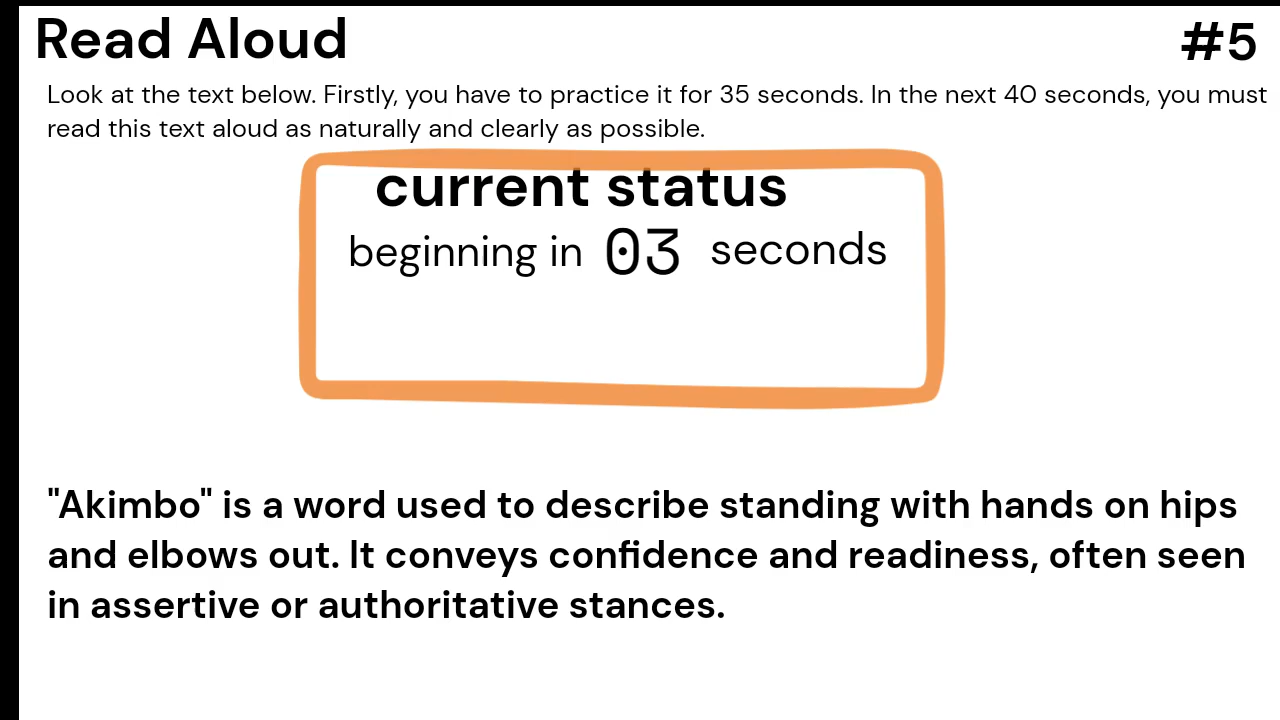 Read Aloud
#5
Look at the text below. Firstly, you have to practice it for 35 seconds. In the next 40 seconds, you must
read this text aloud as naturally and clearly as possible.
current status
beginning in 03 seconds
"Akimbo" is a word used to describe standing with hands on hips
and elbows out. It conveys confidence and readiness, often seen
in assertive or authoritative stances.